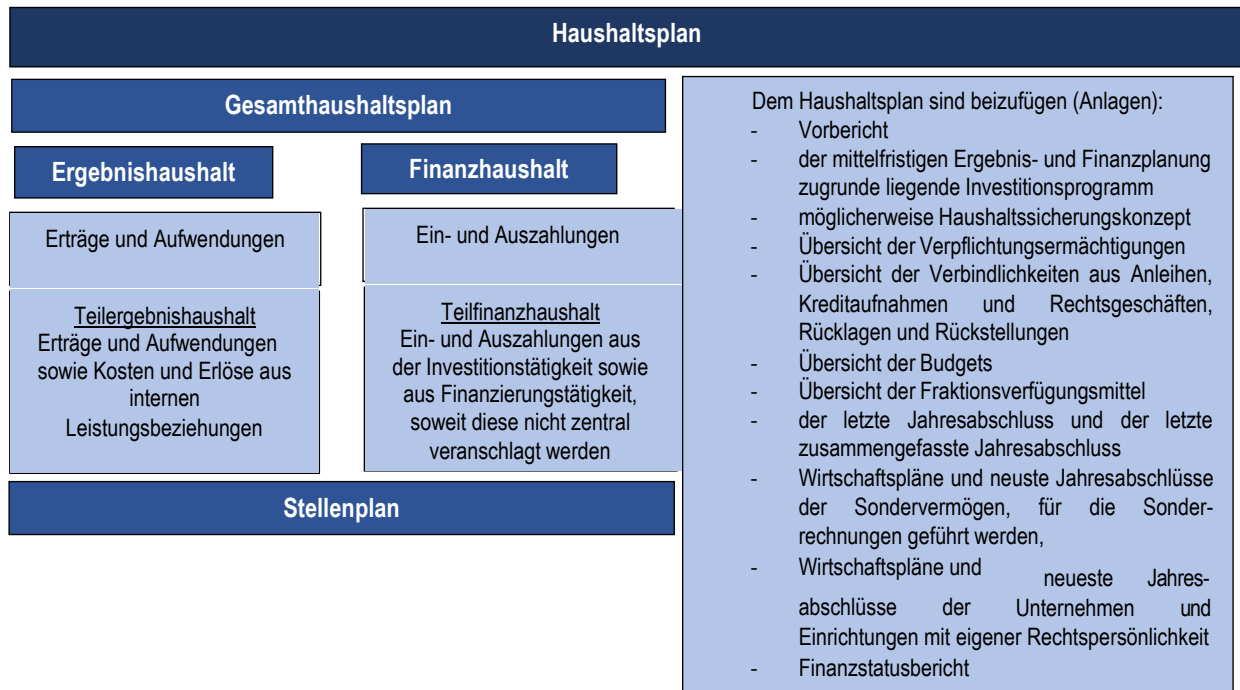 Haushaltsplan
Gesamthaushaltsplan
Ergebnishaushalt
Erträge und Aufwendungen
Teilergebnishaushalt
Erträge und Aufwendungen
sowie Kosten und Erlöse aus
internen
Leistungsbeziehungen
Finanzhaushalt
Ein- und Auszahlungen
Teilfinanzhaushalt
Ein- und Auszahlungen aus
der Investitionstätigkeit sowie
aus Finanzierungstätigkeit,
soweit diese nicht zentral
veranschlagt werden
Stellenplan
Dem Haushaltsplan sind beizufügen (Anlagen):
- Vorbericht
- der mittelfristigen Ergebnis- und Finanzplanung
zugrunde liegende Investitionsprogramm
- möglicherweise Haushaltssicherungskonzept
- Übersicht der Verpflichtungsermächtigungen
- Übersicht der Verbindlichkeiten aus Anleihen,
Kreditaufnahmen und Rechtsgeschäften,
Rücklagen und Rückstellungen
- Übersicht der Budgets
- Übersicht der Fraktionsverfügungsmittel
- der letzte Jahresabschluss und der letzte
zusammengefasste Jahresabschluss
- Wirtschaftspläne und neuste Jahresabschlüsse
der Sondervermögen, für die Sonder-
rechnungen geführt werden,
- Wirtschaftspläne und neueste Jahres-
abschlüsse der Unternehmen und
Einrichtungen mit eigener Rechtspersönlichkeit
- Finanzstatusbericht